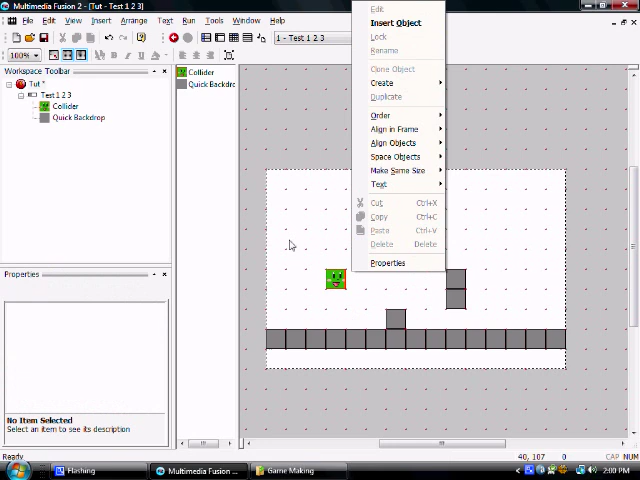 Multimedia Fusion 2 - [Tut - Test 1 2 3]
File Edit View Insert Arrange Text Run Tools Window Help
1 - Test 1 2 3
100%
Workspace Toolbar
Tut *
Test 1 2 3
Collider
Quick Backdrop
Collider
Quick Backdro
Edit
Insert Object
Lock
Rename
Clone Object
Create
Duplicate
Order
Align in Frame
Align Objects
Space Objects
Make Same Size
Text
Cut Ctrl+X
Copy Ctrl+C
Paste Ctrl+V
Delete Delete
Properties
Properties
No Item Selected
Select an item to see its description
Ready
40, 107 0 CAP NUM
Flashing
Multimedia Fusion ...
Game Making
2:00 PM